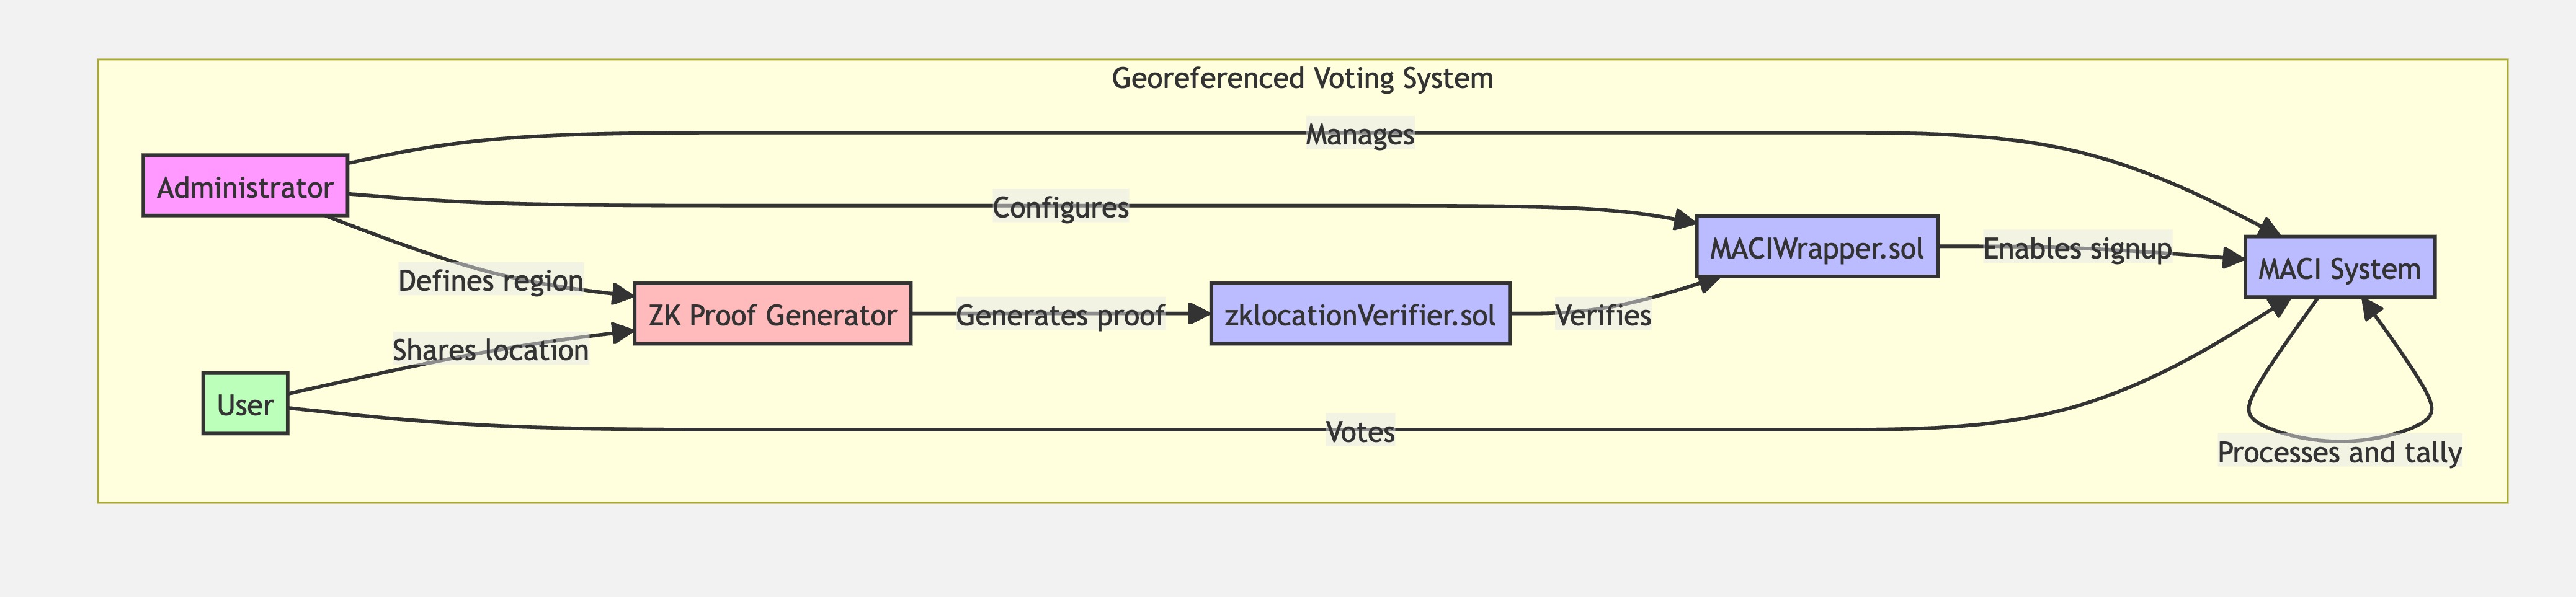 Georeferenced Voting System
Manages
Administrator
Configures
MACIWrapper.sol
Enables signup
MACI System
Defines region
ZK Proof Generator
Generates proof
zklocationVerifier.sol
Verifies
Shares location
User
Votes
Processes and tally